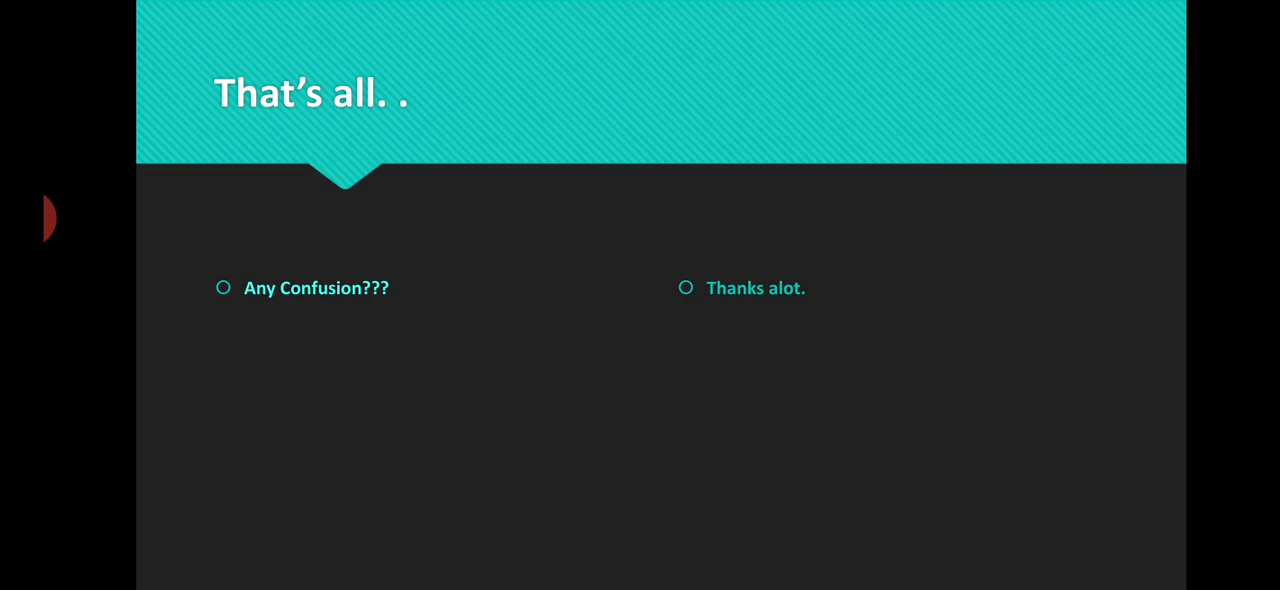 That’s all. .
Any Confusion???
Thanks alot.